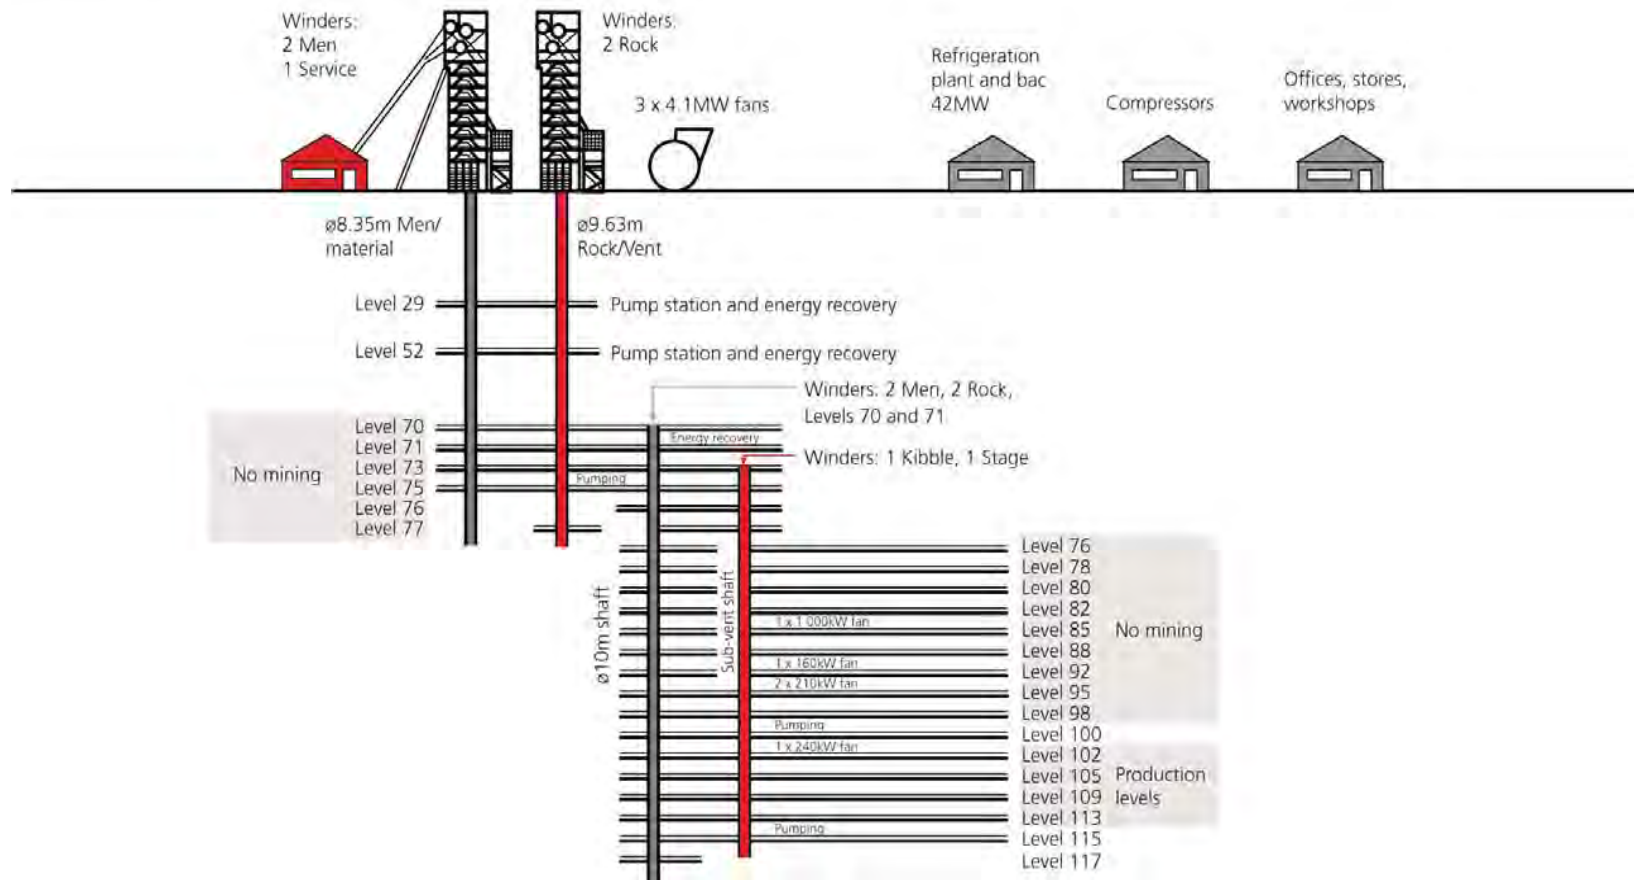 Winders:
2 Men
1 Service
Winders:
2 Rock
3 x 4.1MW fans
Refrigeration
plant and bac
42MW
Compressors
Offices, stores,
workshops
ø8.35m Men/
material
ø9.63m
Rock/Vent
Level 29
Pump station and energy recovery
Level 52
Pump station and energy recovery
Winders: 2 Men, 2 Rock,
Levels 70 and 71
Level 70
Energy recovery
Level 71
Winders: 1 Kibble, 1 Stage
Level 73
No mining
Pumping
Level 75
Level 76
Level 77
ø10m shaft
Sub-vent shaft
Level 76
Level 78
Level 80
Level 82
1 x 1 000kW fan
Level 85
No mining
Level 88
1 x 160kW fan
Level 92
2 x 210kW fan
Level 95
Level 98
Pumping
Level 100
1 x 240kW fan
Level 102
Level 105
Production
levels
Level 109
Level 113
Pumping
Level 115
Level 117